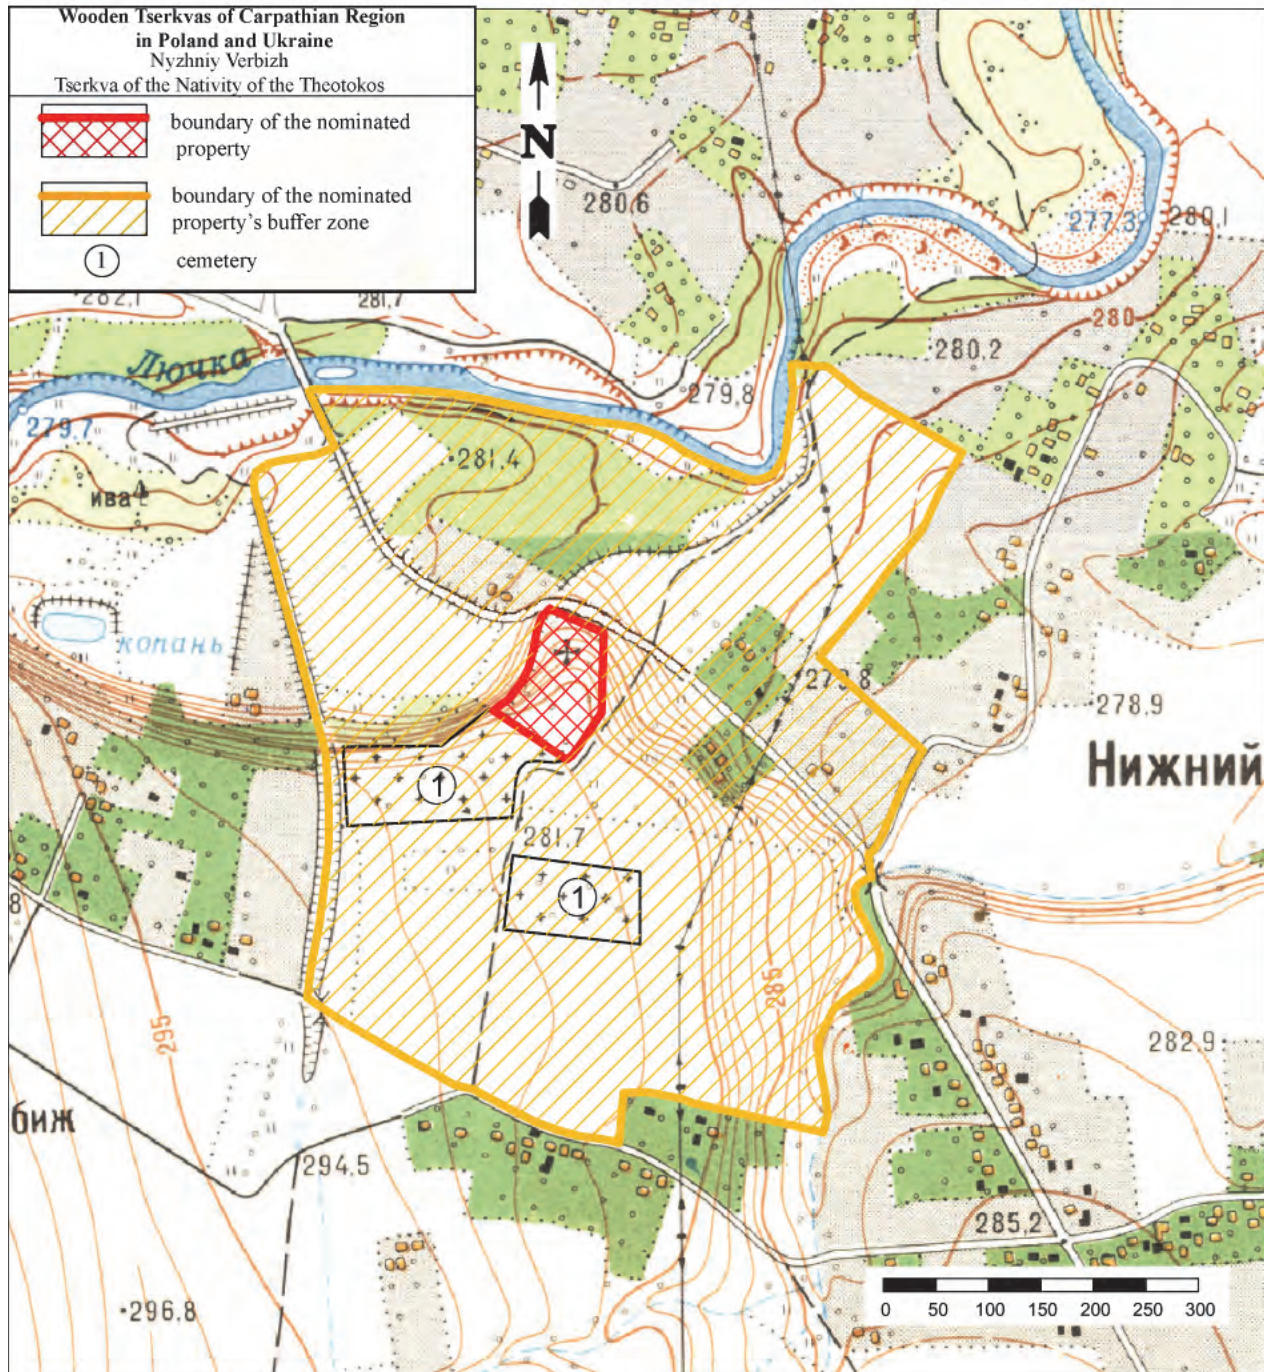 Wooden Tserkvas of Carpathian Region
in Poland and Ukraine
Nyzhniy Verbizh
Tserkva of the Nativity of the Theotokos
boundary of the nominated
property
boundary of the nominated
property's buffer zone
1
cemetery
N
280,6
277,3
280,1
282,1
281,7
280
280,2
Лючка
279,8
279,7
281,4
ива
копань
279,8
278,9
Нижний
1
281,7
1
8
285
295
282,9
биж
294,5
285,2
296,8
0 50 100 150 200 250 300